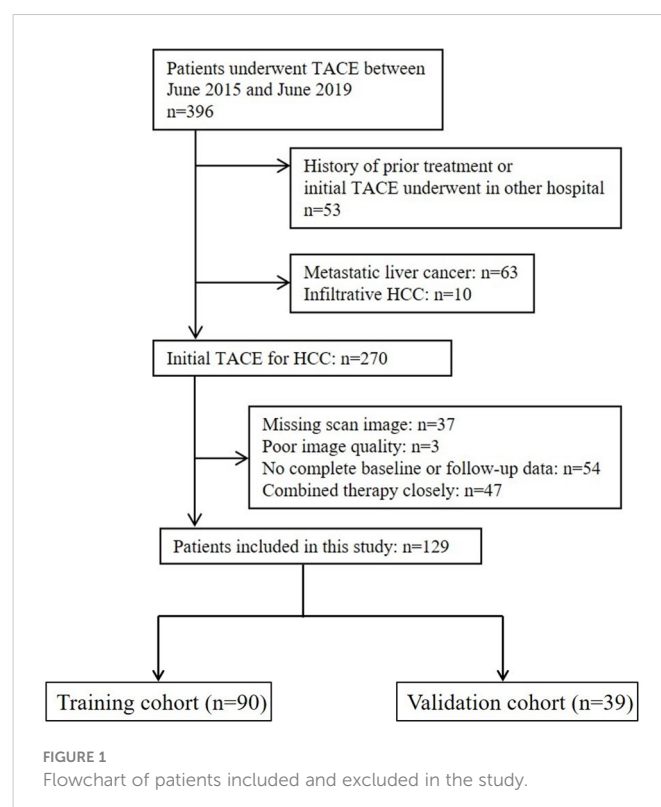 Patients underwent TACE between
June 2015 and June 2019
n=396
History of prior treatment or
initial TACE underwent in other hospital
n=53
Metastatic liver cancer: n=63
Infiltrative HCC: n=10
Initial TACE for HCC: n=270
Missing scan image: n=37
Poor image quality: n=3
No complete baseline or follow-up data: n=54
Combined therapy closely: n=47
Patients included in this study: n=129
Training cohort (n=90)
Validation cohort (n=39)
FIGURE 1
Flowchart of patients included and excluded in the study.